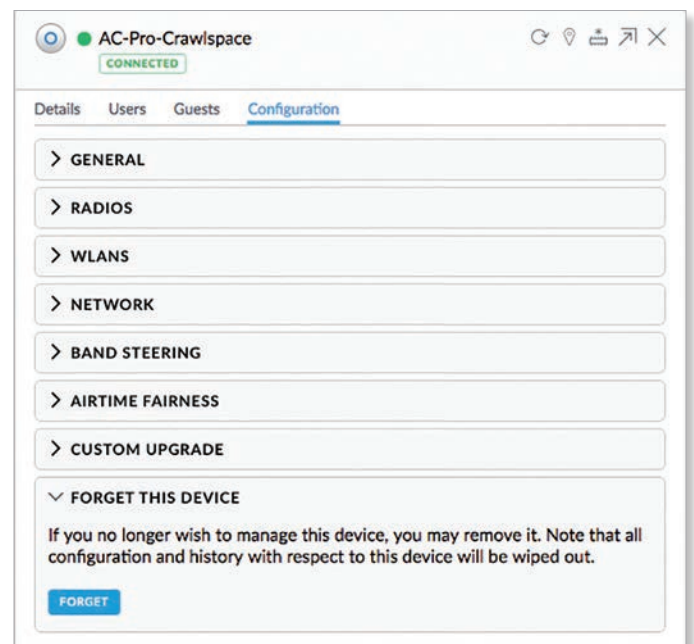 AC-Pro-Crawlspace
CONNECTED
Details Users Guests Configuration
GENERAL
RADIOS
WLANS
NETWORK
BAND STEERING
AIRTIME FAIRNESS
CUSTOM UPGRADE
FORGET THIS DEVICE
If you no longer wish to manage this device, you may remove it. Note that all
configuration and history with respect to this device will be wiped out.
FORGET